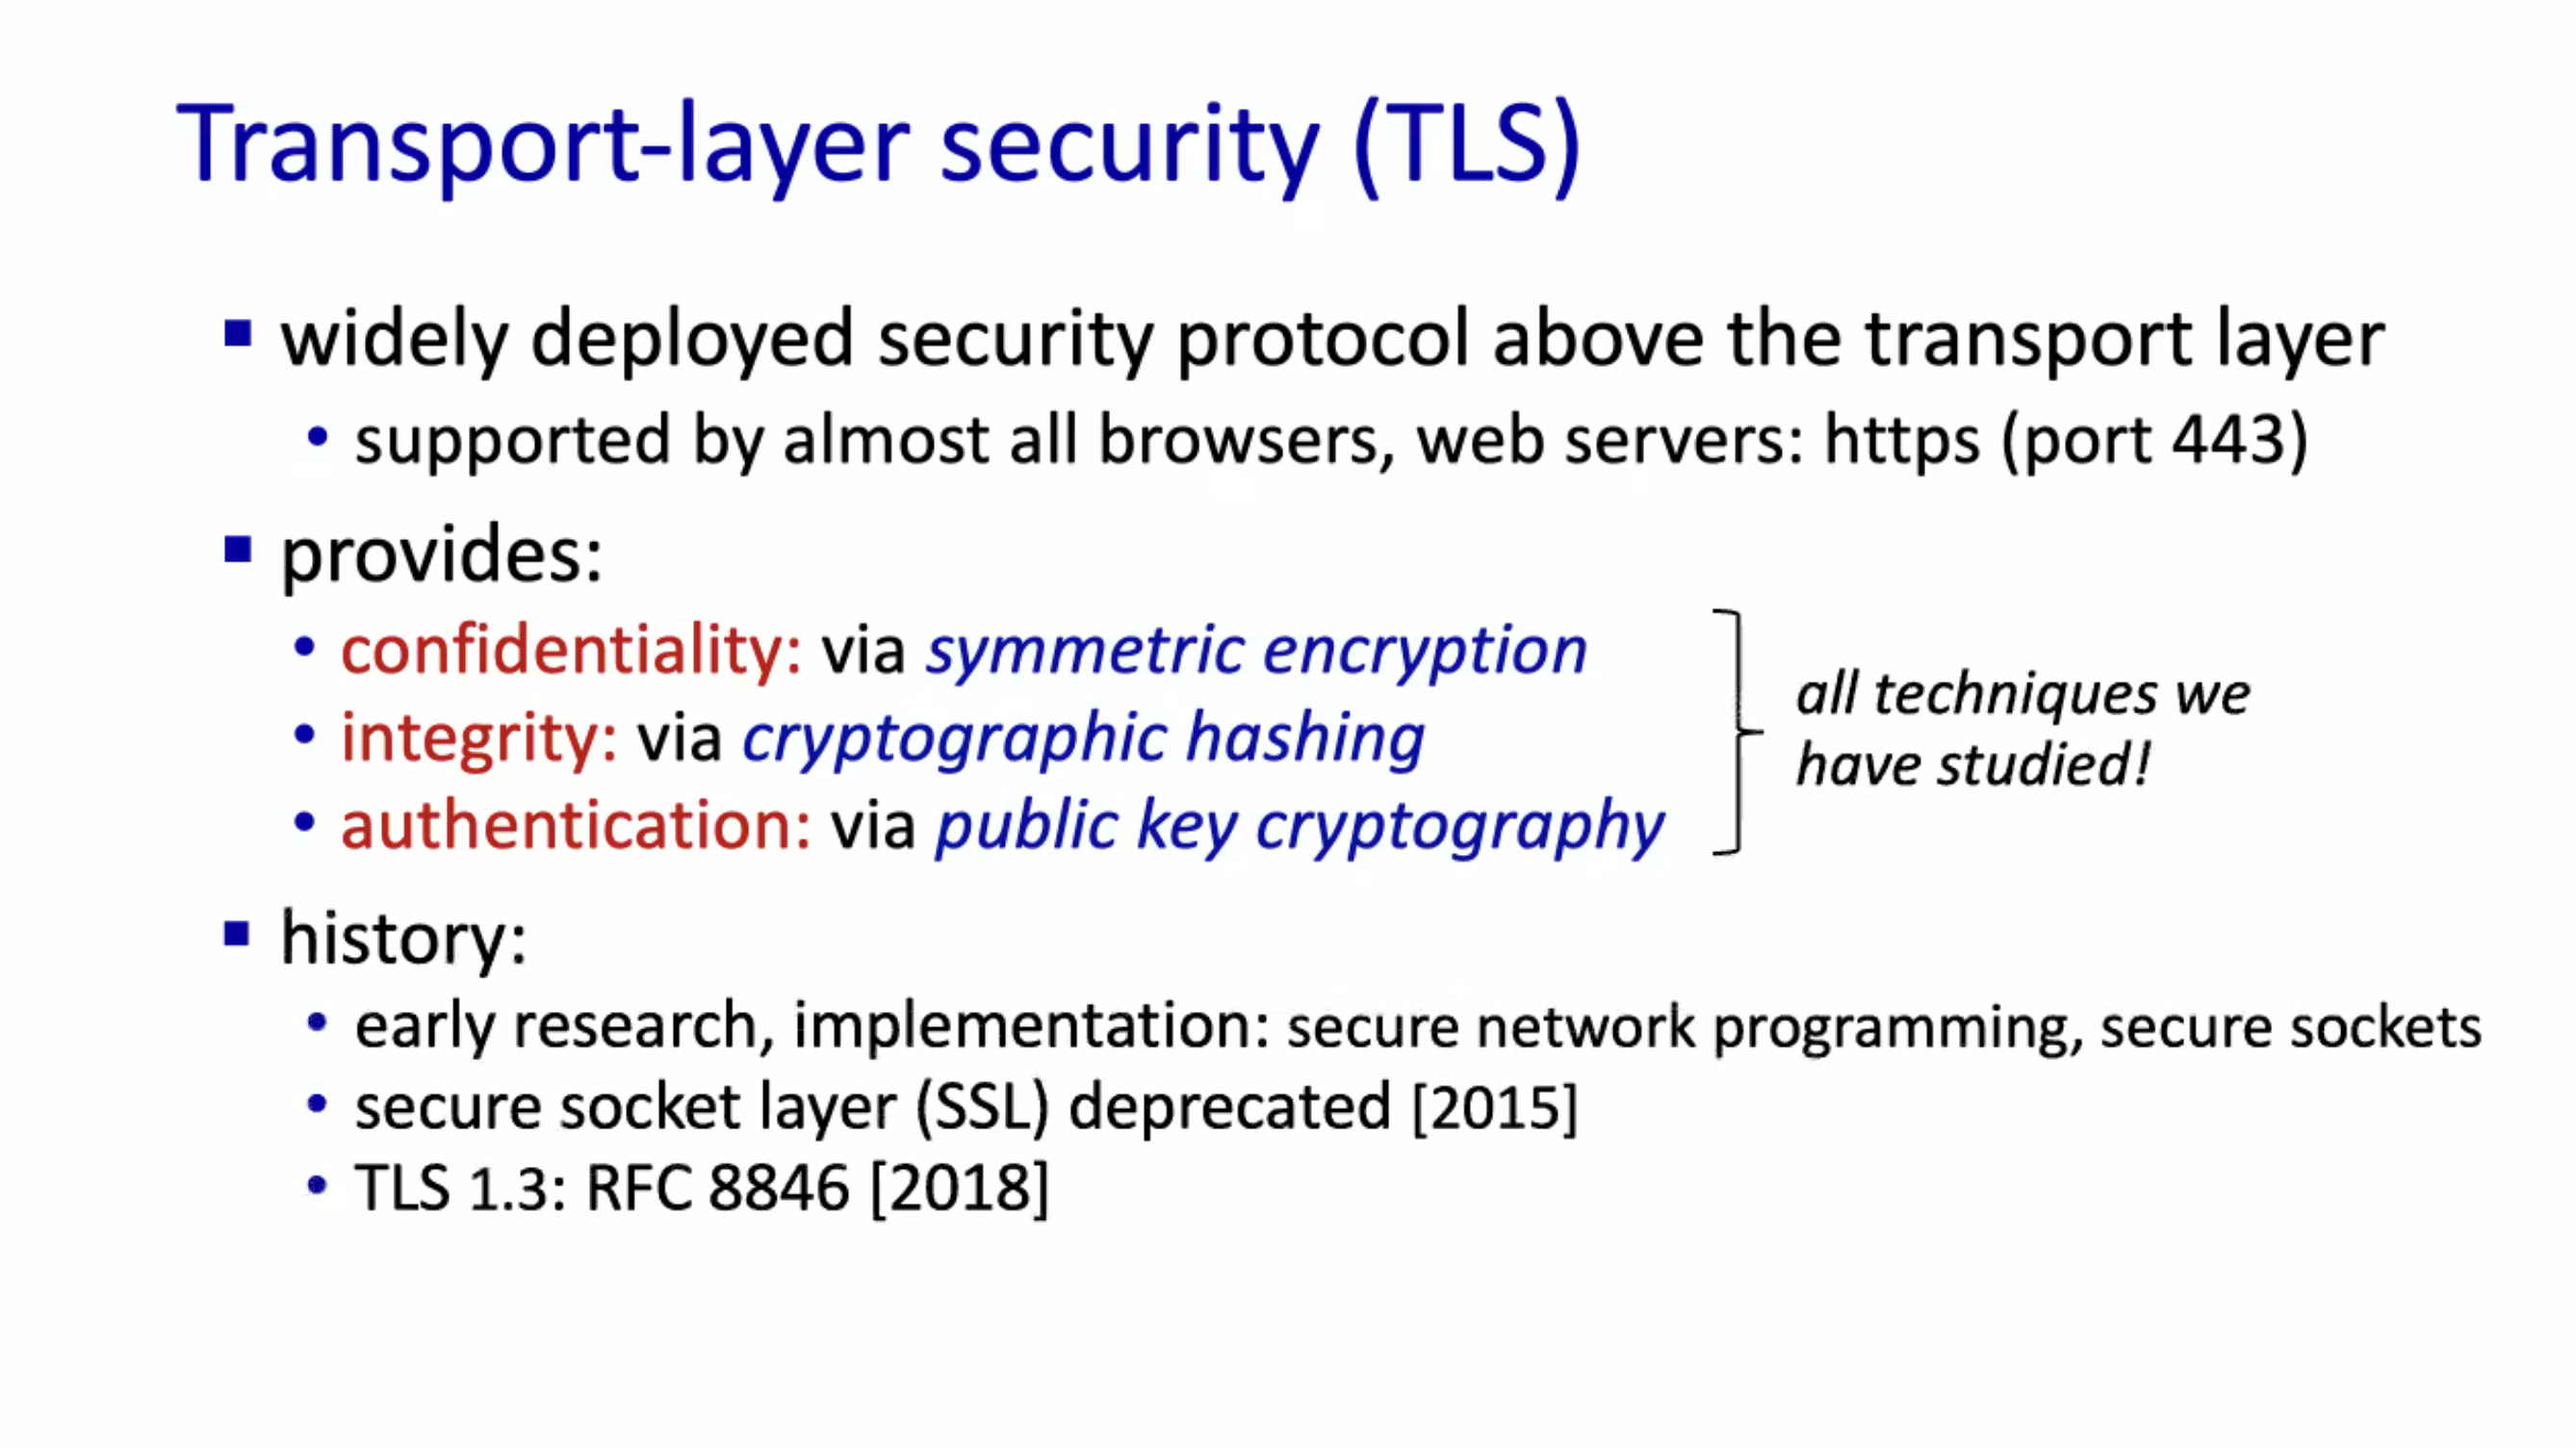 Transport-layer security (TLS)
widely deployed security protocol above the transport layer
supported by almost all browsers, web servers: https (port 443)
provides:
confidentiality: via symmetric encryption
integrity: via cryptographic hashing
authentication: via public key cryptography
all techniques we
have studied!
history:
early research, implementation: secure network programming, secure sockets
secure socket layer (SSL) deprecated [2015]
TLS 1.3: RFC 8846 [2018]